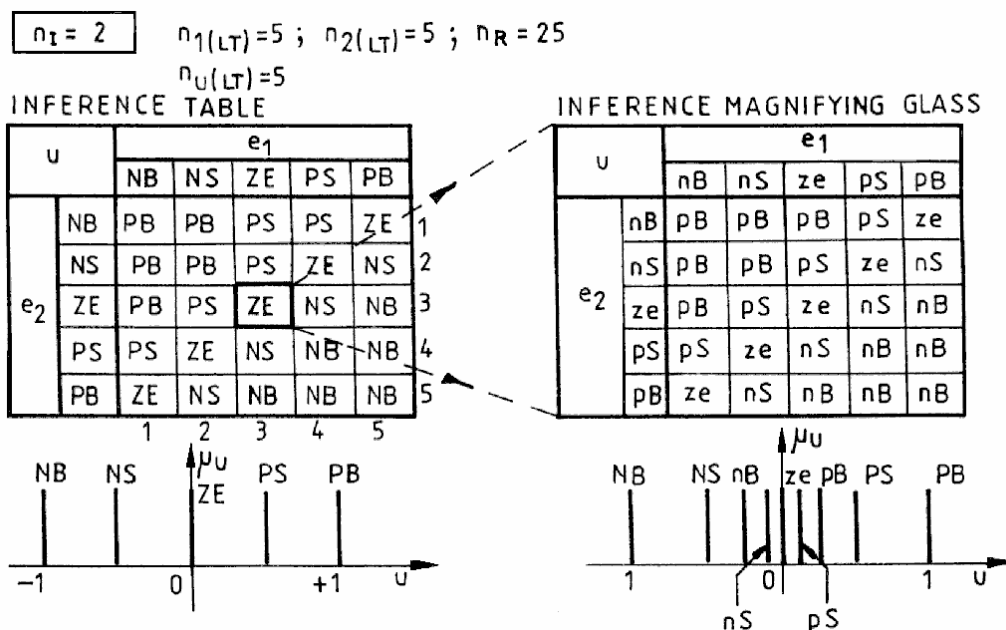 n_I = 2   n_1(LT) =5 ; n_2(LT) =5 ; n_R = 25
n_U(LT) =5
INFERENCE TABLE
u e_1
NB NS ZE PS PB
e_2
NB PB PB PS PS ZE 1
NS PB PB PS ZE NS 2
ZE PB PS ZE NS NB 3
PS PS ZE NS NB NB 4
PB ZE NS NB NB NB 5
1 2 3 4 5
INFERENCE MAGNIFYING GLASS
u e_1
nB nS ze pS pB
e_2
nB pB pB pB pS ze
nS pB pB pS ze nS
ze pB pS ze nS nB
pS pS ze nS nB nB
pB ze nS nB nB nB
NB NS μ_U ZE PS PB
-1 0 +1 u
μ_U
NB NS nB ze pB PS PB
1 0 1 u
nS pS